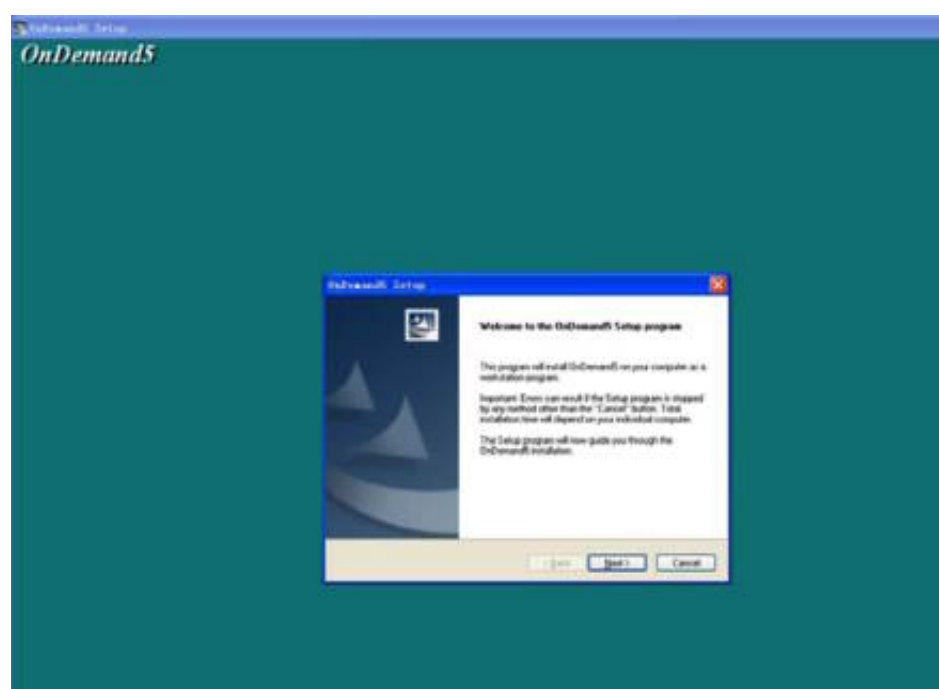 OnDemand5 Setup
OnDemand5
OnDemand5 Setup
Welcome to the OnDemand5 Setup program
This program will install OnDemand5 on your computer as a
workstation program.
Important: Errors can result if the Setup program is stopped
by any method other than the "Cancel" button. Total
installation time will depend on your individual computer.
The Setup program will now guide you through the
OnDemand5 installation.
< Back
Next >
Cancel